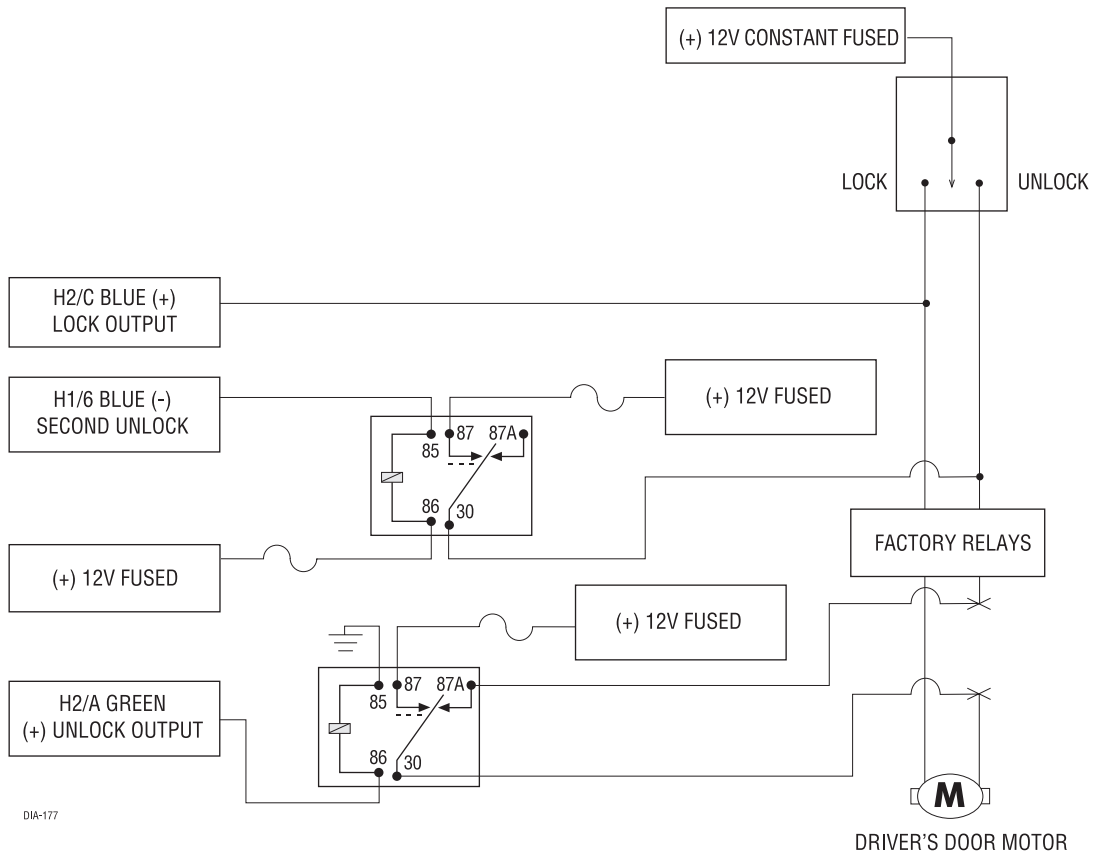 (+) 12V CONSTANT FUSED
LOCK
UNLOCK
H2/C BLUE (+)
LOCK OUTPUT
H1/6 BLUE (-)
SECOND UNLOCK
(+) 12V FUSED
85
87
87A
86
30
FACTORY RELAYS
(+) 12V FUSED
(+) 12V FUSED
85
87
87A
86
30
H2/A GREEN
(+) UNLOCK OUTPUT
M
DRIVER'S DOOR MOTOR
DIA-177